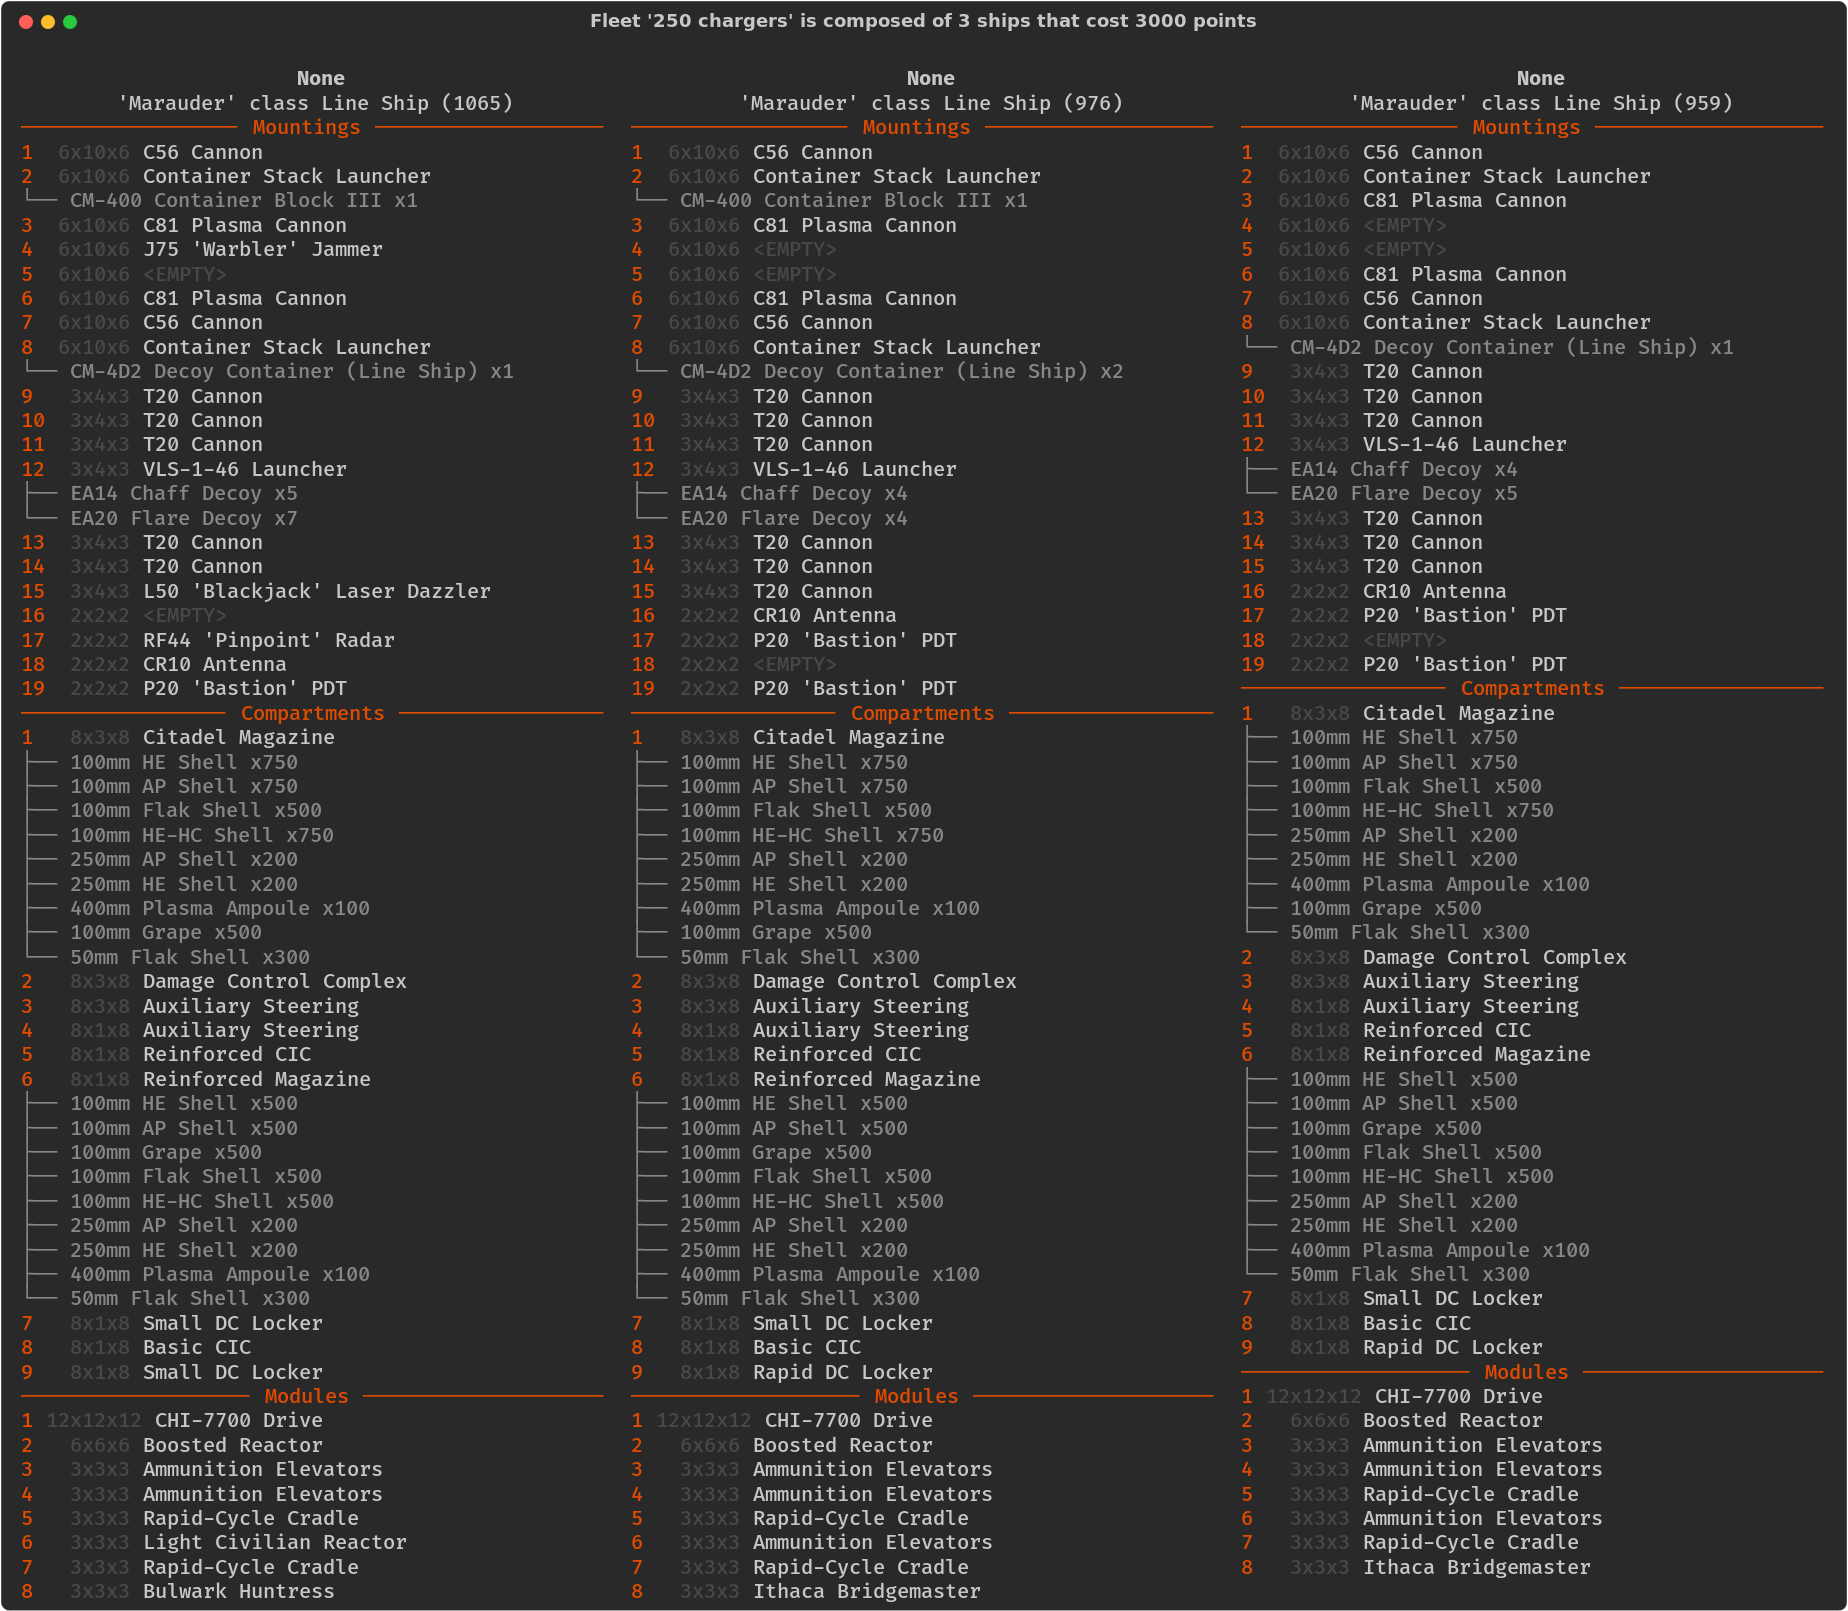 Fleet '250 chargers' is composed of 3 ships that cost 3000 points
None
'Marauder' class Line Ship (1065)
Mountings
1 6x10x6 C56 Cannon
2 6x10x6 Container Stack Launcher
CM-400 Container Block III x1
3 6x10x6 C81 Plasma Cannon
4 6x10x6 J75 'Warbler' Jammer
5 6x10x6 <EMPTY>
6 6x10x6 C81 Plasma Cannon
7 6x10x6 C56 Cannon
8 6x10x6 Container Stack Launcher
CM-4D2 Decoy Container (Line Ship) x1
9 3x4x3 T20 Cannon
10 3x4x3 T20 Cannon
11 3x4x3 T20 Cannon
12 3x4x3 VLS-1-46 Launcher
EA14 Chaff Decoy x5
EA20 Flare Decoy x7
13 3x4x3 T20 Cannon
14 3x4x3 T20 Cannon
15 3x4x3 L50 'Blackjack' Laser Dazzler
16 2x2x2 <EMPTY>
17 2x2x2 RF44 'Pinpoint' Radar
18 2x2x2 CR10 Antenna
19 2x2x2 P20 'Bastion' PDT
Compartments
1 8x3x8 Citadel Magazine
100mm HE Shell x750
100mm AP Shell x750
100mm Flak Shell x500
100mm HE-HC Shell x750
250mm AP Shell x200
250mm HE Shell x200
400mm Plasma Ampoule x100
100mm Grape x500
50mm Flak Shell x300
2 8x3x8 Damage Control Complex
3 8x3x8 Auxiliary Steering
4 8x1x8 Auxiliary Steering
5 8x1x8 Reinforced CIC
6 8x1x8 Reinforced Magazine
100mm HE Shell x500
100mm AP Shell x500
100mm Grape x500
100mm Flak Shell x500
100mm HE-HC Shell x500
250mm AP Shell x200
250mm HE Shell x200
400mm Plasma Ampoule x100
50mm Flak Shell x300
7 8x1x8 Small DC Locker
8 8x1x8 Basic CIC
9 8x1x8 Small DC Locker
Modules
1 12x12x12 CHI-7700 Drive
2 6x6x6 Boosted Reactor
3 3x3x3 Ammunition Elevators
4 3x3x3 Ammunition Elevators
5 3x3x3 Rapid-Cycle Cradle
6 3x3x3 Light Civilian Reactor
7 3x3x3 Rapid-Cycle Cradle
8 3x3x3 Bulwark Huntress
None
'Marauder' class Line Ship (976)
Mountings
1 6x10x6 C56 Cannon
2 6x10x6 Container Stack Launcher
CM-400 Container Block III x1
3 6x10x6 C81 Plasma Cannon
4 6x10x6 <EMPTY>
5 6x10x6 <EMPTY>
6 6x10x6 C81 Plasma Cannon
7 6x10x6 C56 Cannon
8 6x10x6 Container Stack Launcher
CM-4D2 Decoy Container (Line Ship) x2
9 3x4x3 T20 Cannon
10 3x4x3 T20 Cannon
11 3x4x3 T20 Cannon
12 3x4x3 VLS-1-46 Launcher
EA14 Chaff Decoy x4
EA20 Flare Decoy x4
13 3x4x3 T20 Cannon
14 3x4x3 T20 Cannon
15 3x4x3 T20 Cannon
16 2x2x2 CR10 Antenna
17 2x2x2 P20 'Bastion' PDT
18 2x2x2 <EMPTY>
19 2x2x2 P20 'Bastion' PDT
Compartments
1 8x3x8 Citadel Magazine
100mm HE Shell x750
100mm AP Shell x750
100mm Flak Shell x500
100mm HE-HC Shell x750
250mm AP Shell x200
250mm HE Shell x200
400mm Plasma Ampoule x100
100mm Grape x500
50mm Flak Shell x300
2 8x3x8 Damage Control Complex
3 8x3x8 Auxiliary Steering
4 8x1x8 Auxiliary Steering
5 8x1x8 Reinforced CIC
6 8x1x8 Reinforced Magazine
100mm HE Shell x500
100mm AP Shell x500
100mm Grape x500
100mm Flak Shell x500
100mm HE-HC Shell x500
250mm AP Shell x200
250mm HE Shell x200
400mm Plasma Ampoule x100
50mm Flak Shell x300
7 8x1x8 Small DC Locker
8 8x1x8 Basic CIC
9 8x1x8 Rapid DC Locker
Modules
1 12x12x12 CHI-7700 Drive
2 6x6x6 Boosted Reactor
3 3x3x3 Ammunition Elevators
4 3x3x3 Ammunition Elevators
5 3x3x3 Rapid-Cycle Cradle
6 3x3x3 Ammunition Elevators
7 3x3x3 Rapid-Cycle Cradle
8 3x3x3 Ithaca Bridgemaster
None
'Marauder' class Line Ship (959)
Mountings
1 6x10x6 C56 Cannon
2 6x10x6 Container Stack Launcher
3 6x10x6 C81 Plasma Cannon
4 6x10x6 <EMPTY>
5 6x10x6 <EMPTY>
6 6x10x6 C81 Plasma Cannon
7 6x10x6 C56 Cannon
8 6x10x6 Container Stack Launcher
CM-4D2 Decoy Container (Line Ship) x1
9 3x4x3 T20 Cannon
10 3x4x3 T20 Cannon
11 3x4x3 T20 Cannon
12 3x4x3 VLS-1-46 Launcher
EA14 Chaff Decoy x4
EA20 Flare Decoy x5
13 3x4x3 T20 Cannon
14 3x4x3 T20 Cannon
15 3x4x3 T20 Cannon
16 2x2x2 CR10 Antenna
17 2x2x2 P20 'Bastion' PDT
18 2x2x2 <EMPTY>
19 2x2x2 P20 'Bastion' PDT
Compartments
1 8x3x8 Citadel Magazine
100mm HE Shell x750
100mm AP Shell x750
100mm Flak Shell x500
100mm HE-HC Shell x750
250mm AP Shell x200
250mm HE Shell x200
400mm Plasma Ampoule x100
100mm Grape x500
50mm Flak Shell x300
2 8x3x8 Damage Control Complex
3 8x3x8 Auxiliary Steering
4 8x1x8 Auxiliary Steering
5 8x1x8 Reinforced CIC
6 8x1x8 Reinforced Magazine
100mm HE Shell x500
100mm AP Shell x500
100mm Grape x500
100mm Flak Shell x500
100mm HE-HC Shell x500
250mm AP Shell x200
250mm HE Shell x200
400mm Plasma Ampoule x100
50mm Flak Shell x300
7 8x1x8 Small DC Locker
8 8x1x8 Basic CIC
9 8x1x8 Rapid DC Locker
Modules
1 12x12x12 CHI-7700 Drive
2 6x6x6 Boosted Reactor
3 3x3x3 Ammunition Elevators
4 3x3x3 Ammunition Elevators
5 3x3x3 Rapid-Cycle Cradle
6 3x3x3 Ammunition Elevators
7 3x3x3 Rapid-Cycle Cradle
8 3x3x3 Ithaca Bridgemaster